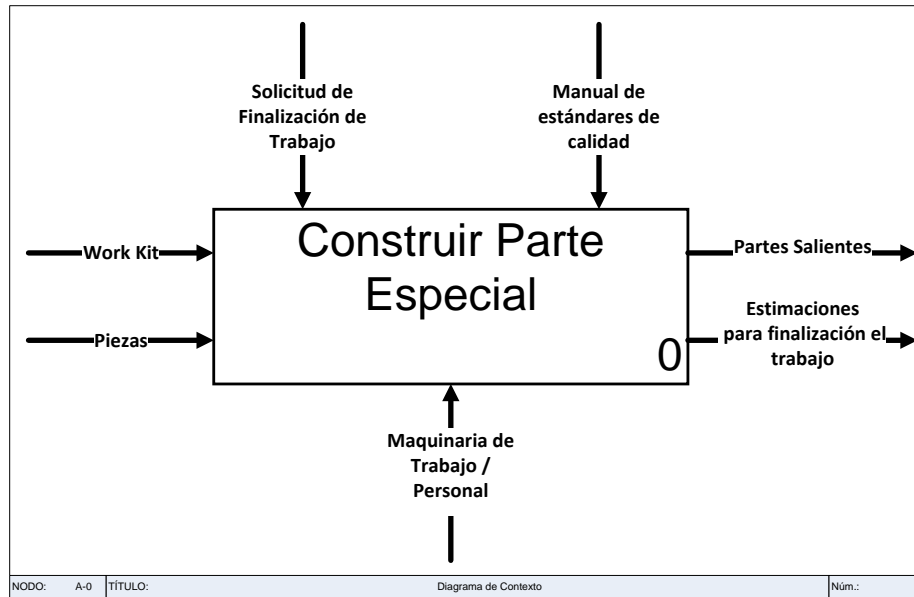 Solicitud de
Finalización de
Trabajo
Manual de
estándares de
calidad
Work Kit
Piezas
Construir Parte
Especial
0
Partes Salientes
Estimaciones
para finalización el
trabajo
Maquinaria de
Trabajo /
Personal
NODO: A-0 TÍTULO: Diagrama de Contexto Núm.: